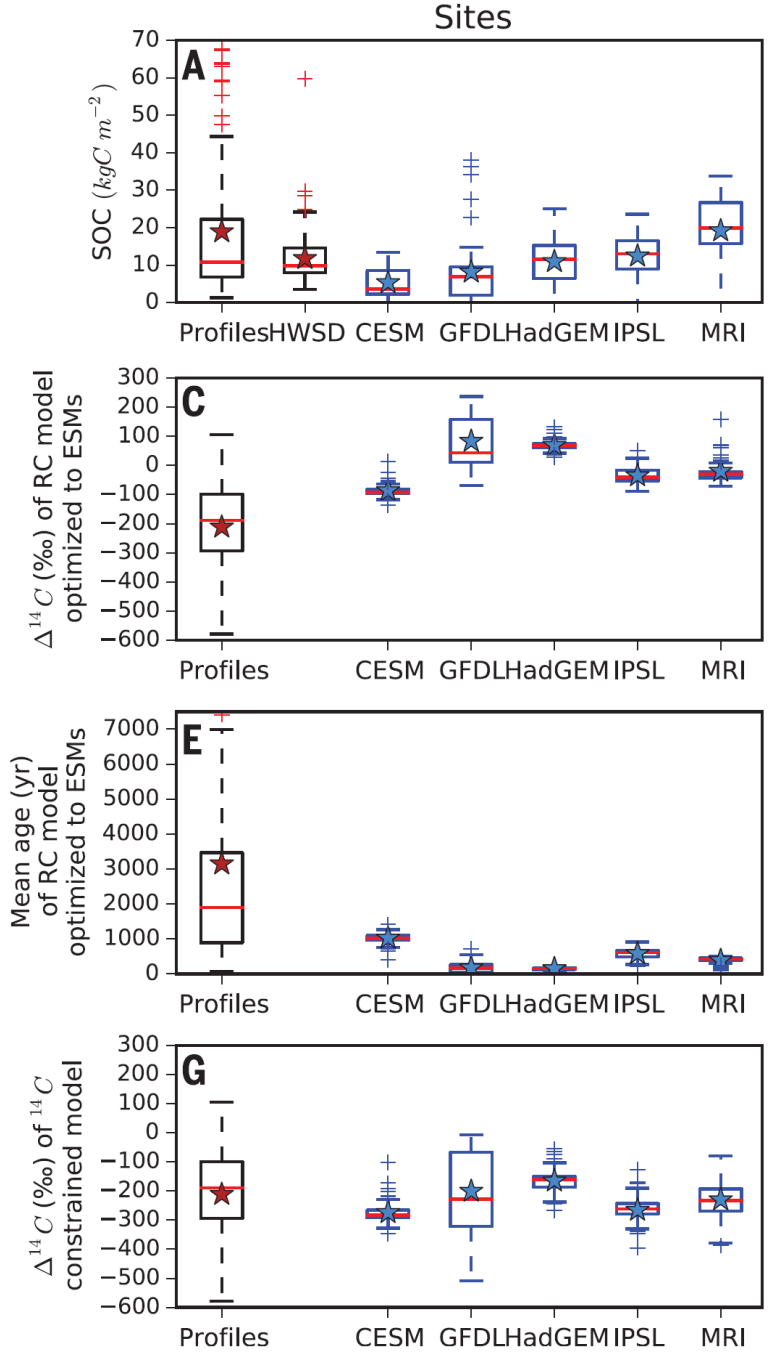 Sites
A
70
60
50
40
30
20
10
0
SOC (kgC m⁻²)
Profiles HWSD CESM GFDL HadGEM IPSL MRI
C
300
200
100
0
−100
−200
−300
−400
−500
−600
Δ¹⁴C (‰) of RC model
optimized to ESMs
Profiles CESM GFDL HadGEM IPSL MRI
E
7000
6000
5000
4000
3000
2000
1000
0
Mean age (yr)
of RC model
optimized to ESMs
Profiles CESM GFDL HadGEM IPSL MRI
G
300
200
100
0
−100
−200
−300
−400
−500
−600
Δ¹⁴C (‰) of ¹⁴C
constrained model
Profiles CESM GFDL HadGEM IPSL MRI